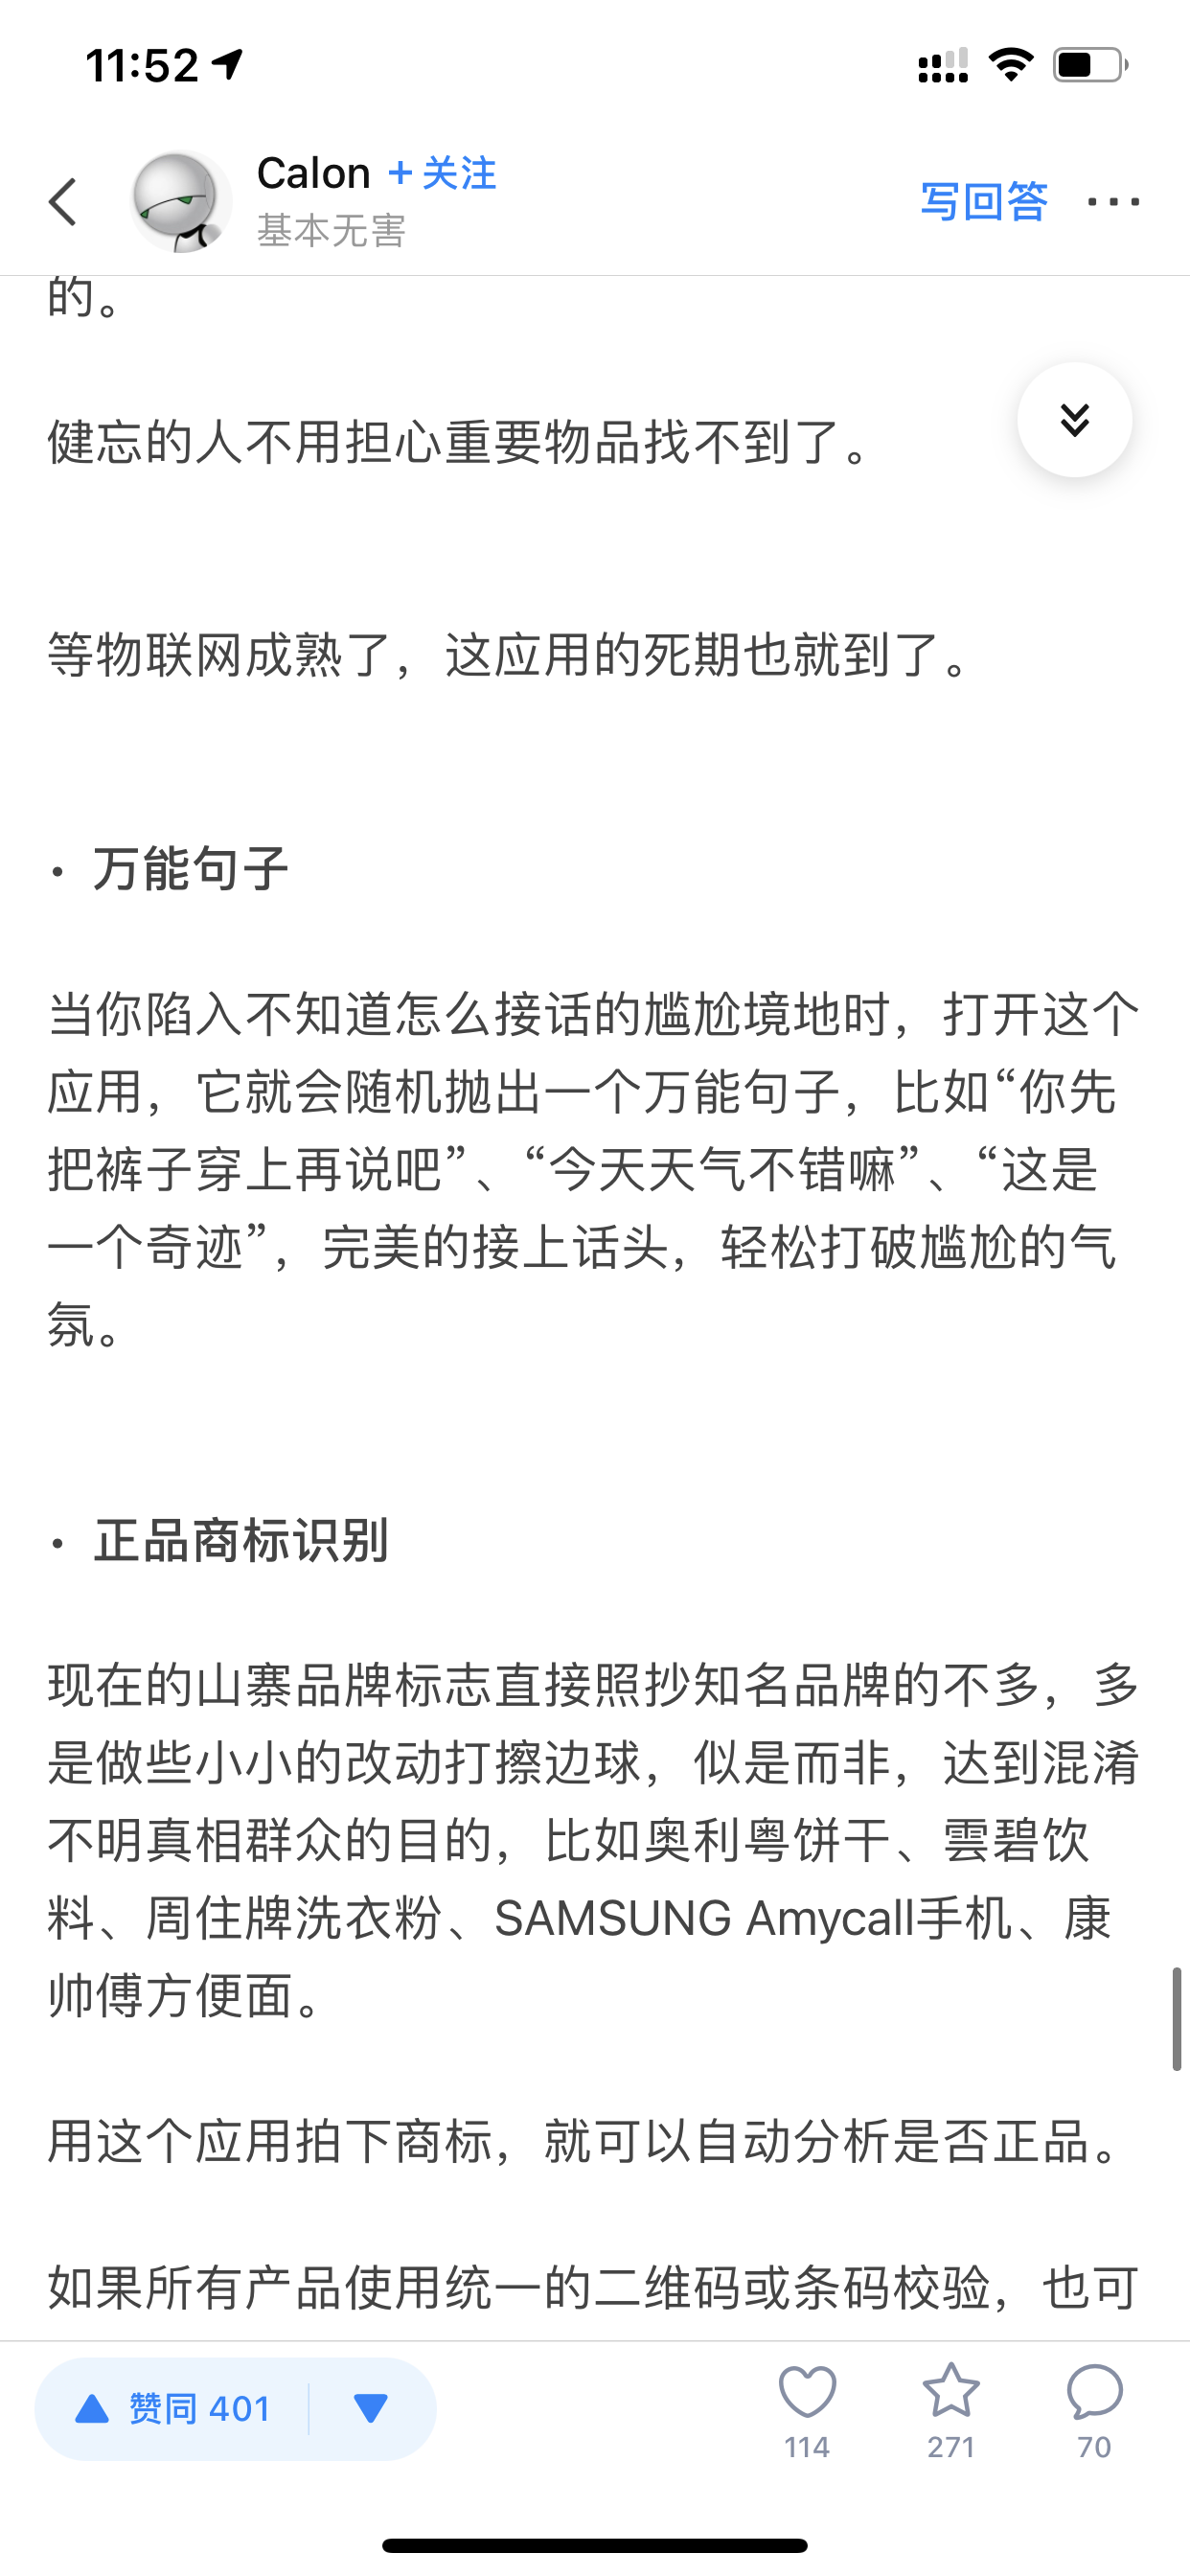 11:52
Calon + 关注
基本无害
写回答
的。
健忘的人不用担心重要物品找不到了。
等物联网成熟了，这应用的死期也就到了。
• 万能句子
当你陷入不知道怎么接话的尴尬境地时，打开这个
应用，它就会随机抛出一个万能句子，比如“你先
把裤子穿上再说吧”、“今天天气不错嘛”、“这是
一个奇迹”，完美的接上话头，轻松打破尴尬的气
氛。
• 正品商标识别
现在的山寨品牌标志直接照抄知名品牌的不多，多
是做些小小的改动打擦边球，似是而非，达到混淆
不明真相群众的目的，比如奥利粤饼干、雲碧饮
料、周住牌洗衣粉、SAMSUNG Amycall手机、康
帅傅方便面。
用这个应用拍下商标，就可以自动分析是否正品。
如果所有产品使用统一的二维码或条码校验，也可
赞同 401
114
271
70